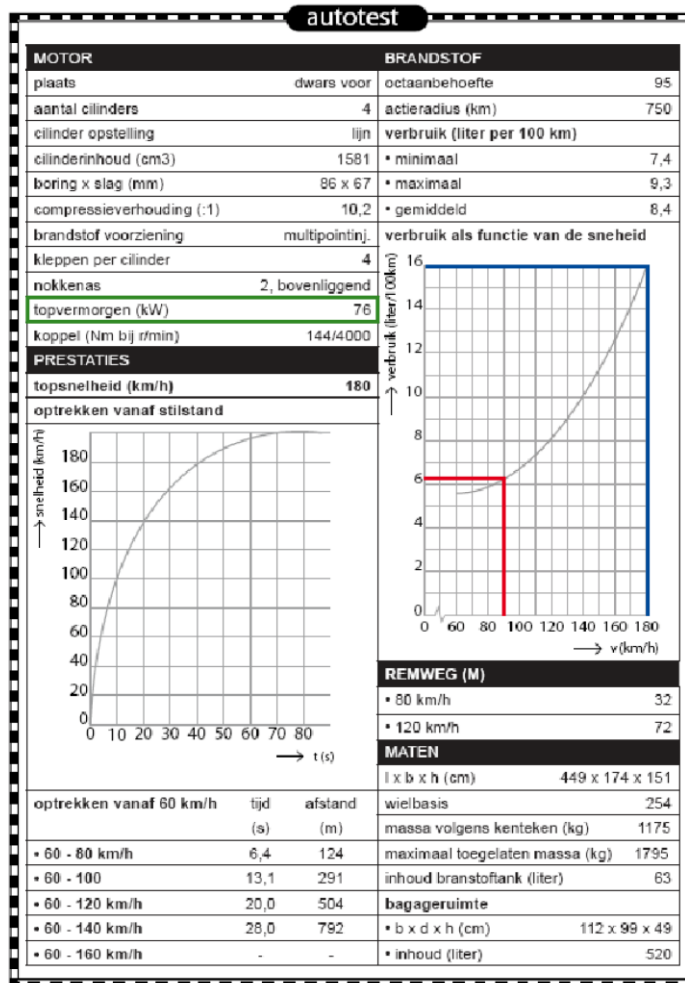 autotest
MOTOR
plaats dwars voor
aantal cilinders 4
cilinder opstelling lijn
cilinderinhoud (cm3) 1581
boring x slag (mm) 86 x 67
compressieverhouding (:1) 10,2
brandstof voorziening multipointinj.
kleppen per cilinder 4
nokkenas 2, bovenliggend
topvermorgen (kW) 76
koppel (Nm bij r/min) 144/4000
PRESTATIES
topsnelheid (km/h) 180
optrekken vanaf stilstand
snelheid (km/h)
180
160
140
120
100
80
60
40
20
0
0 10 20 30 40 50 60 70 80
t (s)
optrekken vanaf 60 km/h tijd afstand
(s) (m)
• 60 - 80 km/h 6,4 124
• 60 - 100 13,1 291
• 60 - 120 km/h 20,0 504
• 60 - 140 km/h 28,0 792
• 60 - 160 km/h - -
BRANDSTOF
octaanbehoefte 95
actieradius (km) 750
verbruik (liter per 100 km)
• minimaal 7,4
• maximaal 9,3
• gemiddeld 8,4
verbruik als functie van de sneheid
verbruik (liter/100km)
16
12
10
8
6
4
2
0
0 60 80 100 120 140 160 180
v(km/h)
REMWEG (M)
• 80 km/h 32
• 120 km/h 72
MATEN
l x b x h (cm) 449 x 174 x 151
wielbasis 254
massa volgens kenteken (kg) 1175
maximaal toegelaten massa (kg) 1795
inhoud branstoftank (liter) 63
bagageruimte
• b x d x h (cm) 112 x 99 x 49
• inhoud (liter) 520